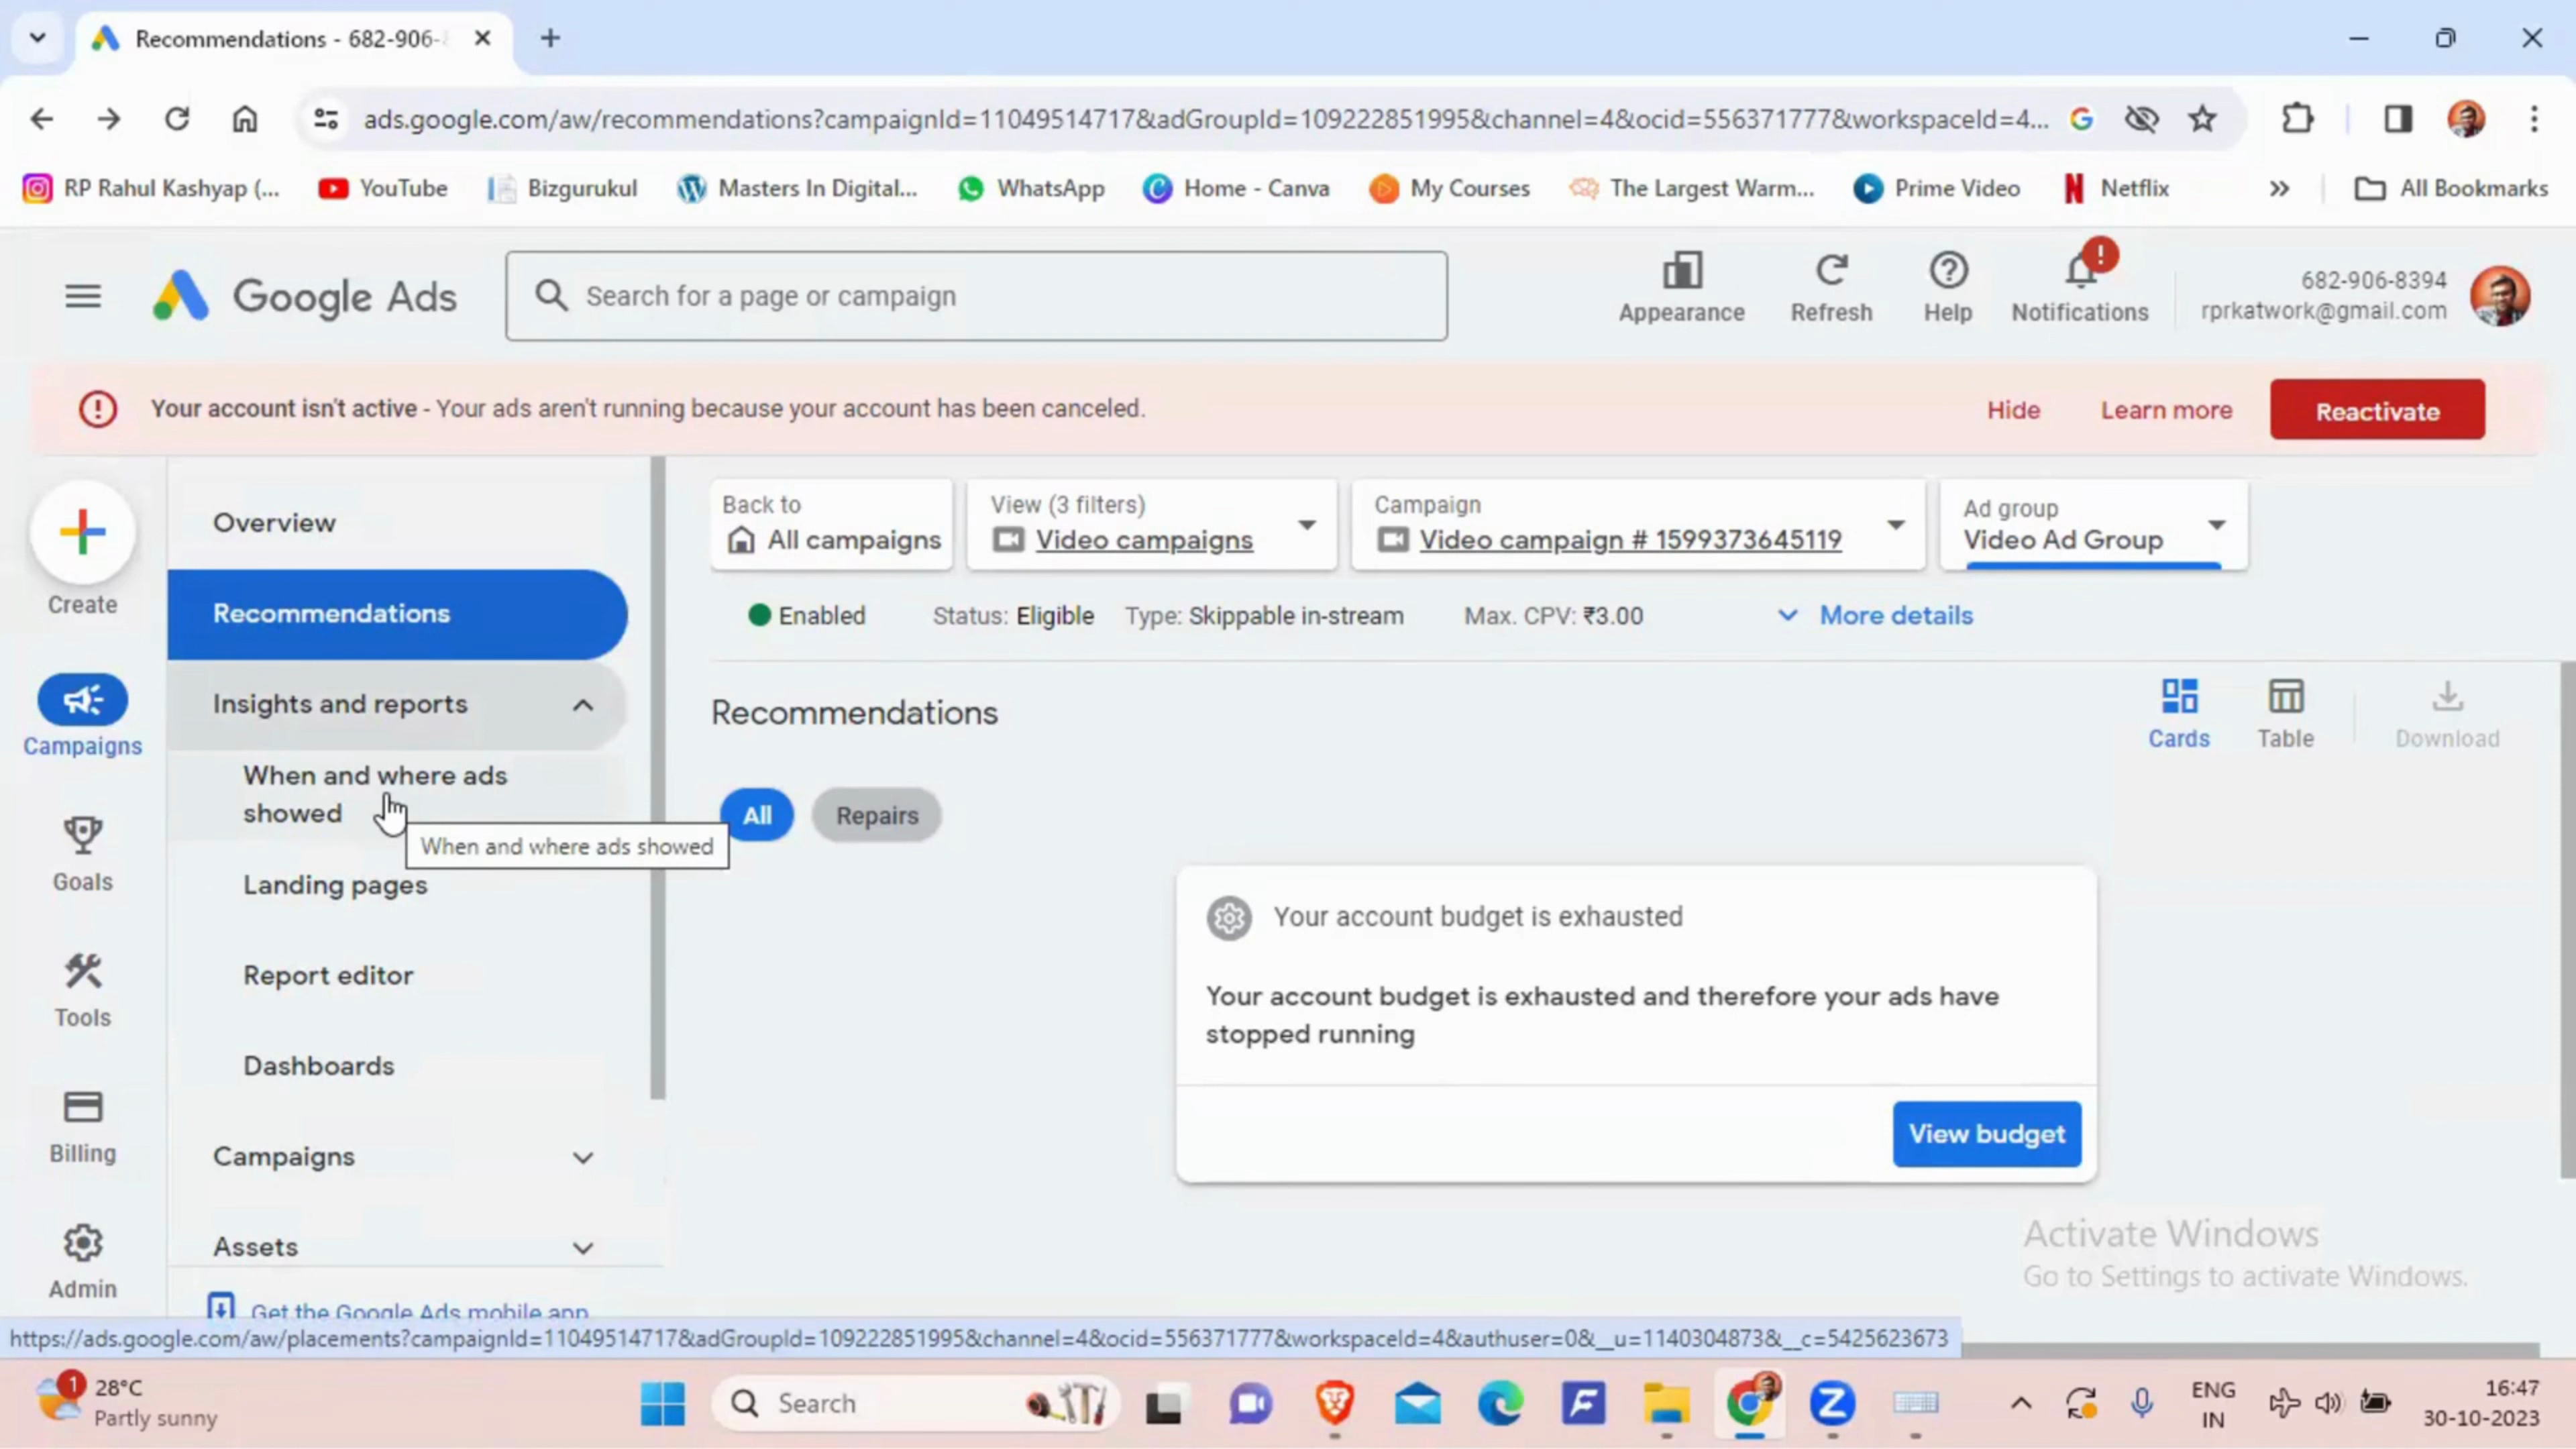 Recommendations - 682-906-
ads.google.com/aw/recommendations?campaignId=11049514717&adGroupId=109222851995&channel=4&ocid=556371777&workspaceId=4...
RP Rahul Kashyap (...
YouTube
Bizgurukul
Masters In Digital...
WhatsApp
Home - Canva
My Courses
The Largest Warm...
Prime Video
Netflix
All Bookmarks
Google Ads
Search for a page or campaign
Appearance
Refresh
Help
Notifications
682-906-8394
rprkatwork@gmail.com
Your account isn't active - Your ads aren't running because your account has been canceled.
Hide
Learn more
Reactivate
Create
Campaigns
Goals
Tools
Billing
Admin
Overview
Recommendations
Insights and reports
When and where ads
showed
When and where ads showed
Landing pages
Report editor
Dashboards
Campaigns
Assets
Get the Google Ads mobile app
Back to
All campaigns
View (3 filters)
Video campaigns
Campaign
Video campaign # 1599373645119
Ad group
Video Ad Group
Enabled
Status: Eligible
Type: Skippable in-stream
Max. CPV: ₹3.00
More details
Recommendations
Cards
Table
Download
All
Repairs
Your account budget is exhausted
Your account budget is exhausted and therefore your ads have
stopped running
View budget
Activate Windows
Go to Settings to activate Windows.
https://ads.google.com/aw/placements?campaignId=11049514717&adGroupId=109222851995&channel=4&ocid=556371777&workspaceId=4&authuser=0&__u=1140304873&__c=5425623673
1
28°C
Partly sunny
Search
ENG
IN
16:47
30-10-2023